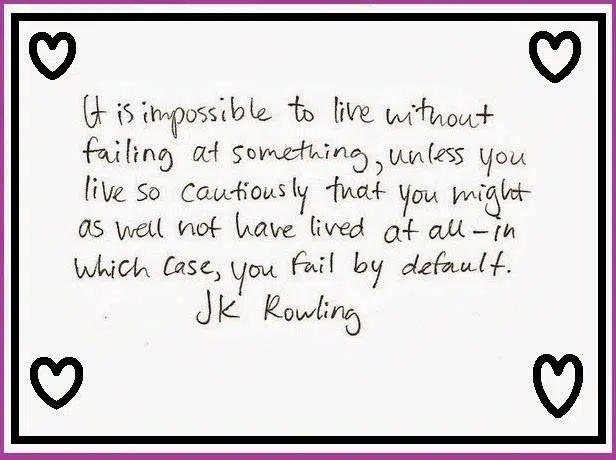 It is impossible to live without
failing at something, unless you
live so cautiously that you might
as well not have lived at all - in
which case, you fail by default.
JK Rowling